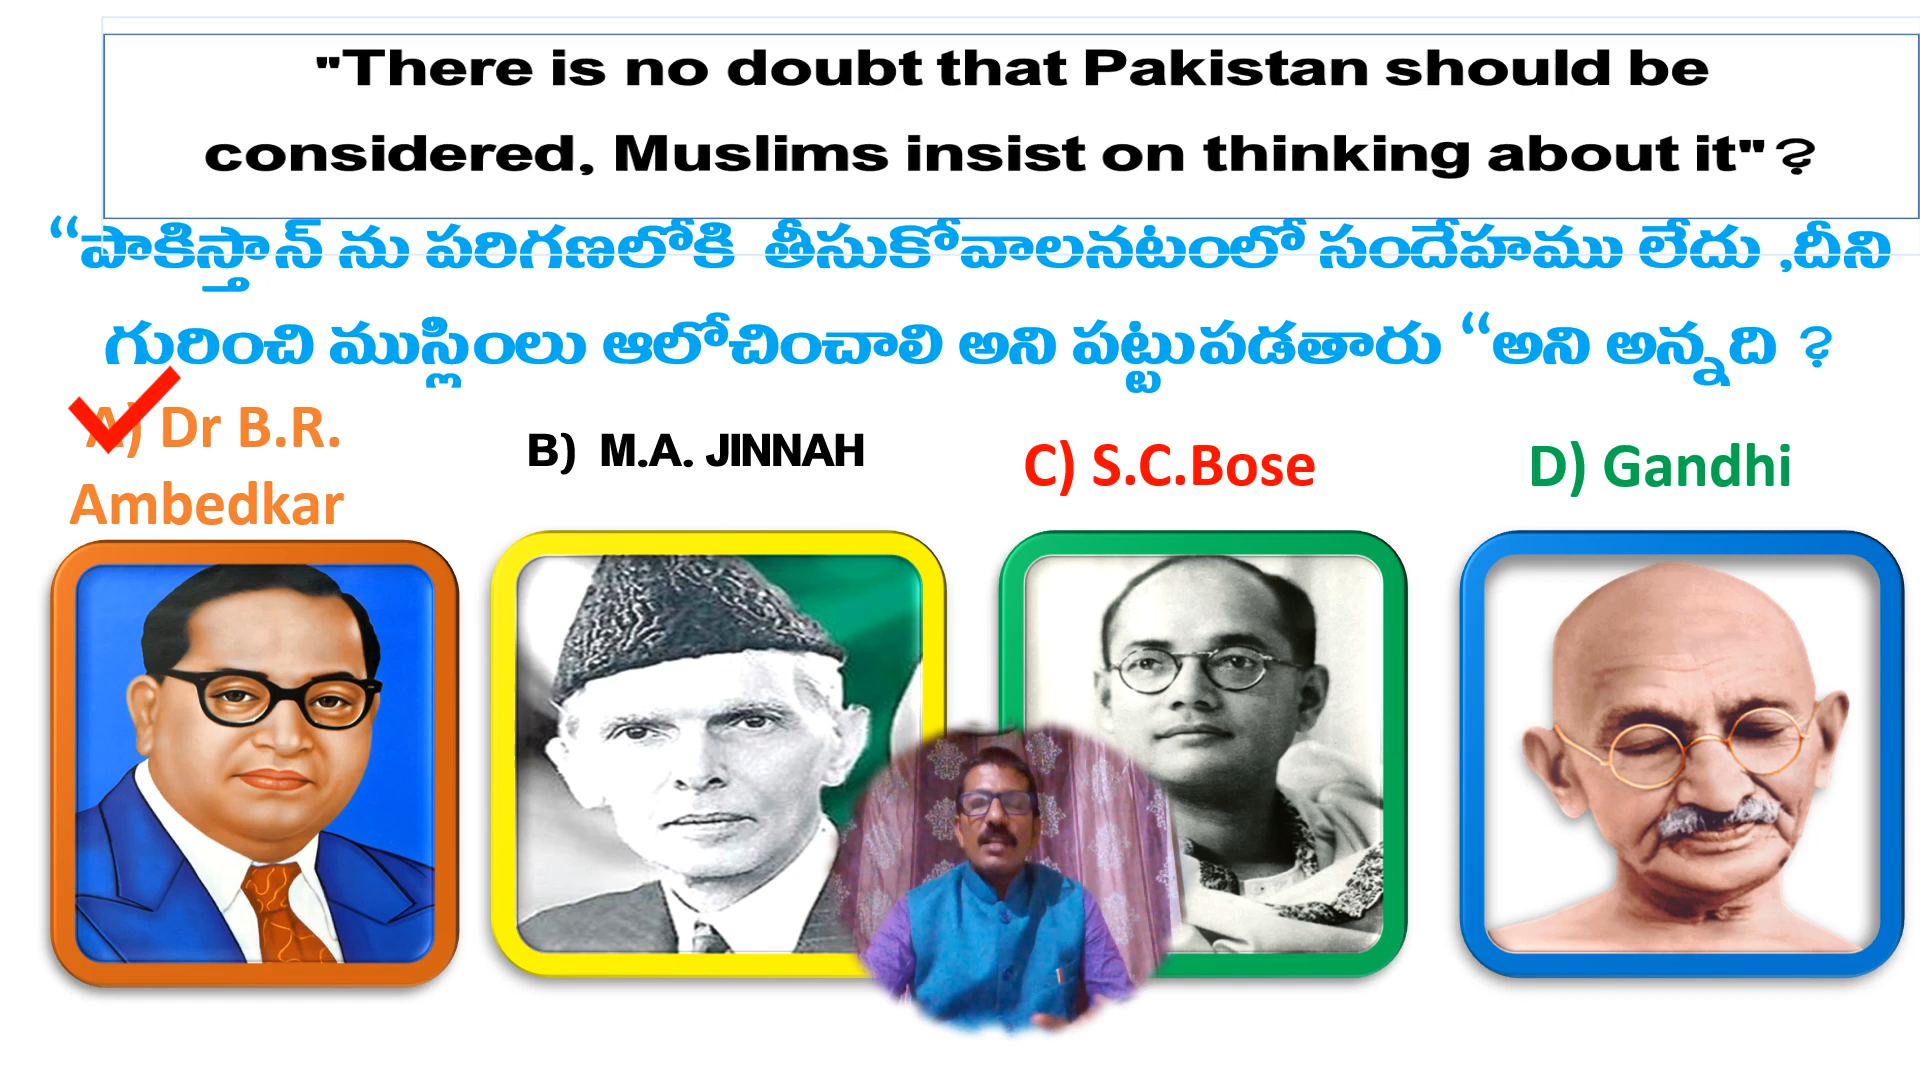 "There is no doubt that Pakistan should be
considered, Muslims insist on thinking about it" ?
“పాకిస్తాన్ ను పరిగణలోకి తీసుకోవాలనటంలో సందేహము లేదు ,దీని
గురించి ముస్లింలు ఆలోచించాలి అని పట్టుపడతారు “అని అన్నది ?
A) Dr B.R.
Ambedkar
B) M.A. JINNAH
C) S.C.Bose
D) Gandhi